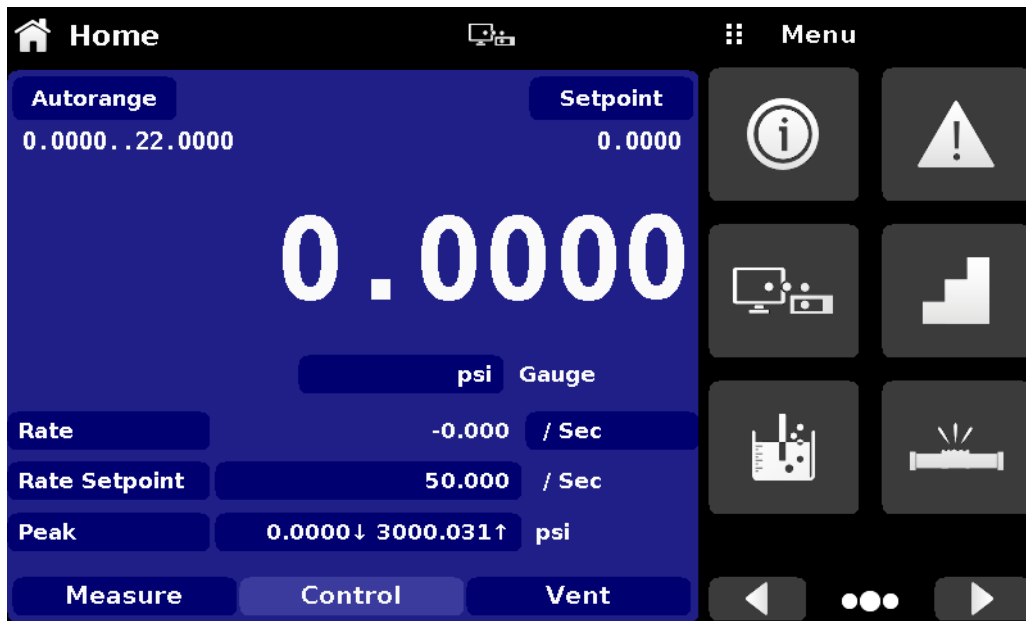 Home
Menu
Autorange
Setpoint
0.0000..22.0000
0.0000
0.0000
psi Gauge
Rate -0.000 / Sec
Rate Setpoint 50.000 / Sec
Peak 0.0000↓ 3000.031↑ psi
Measure Control Vent